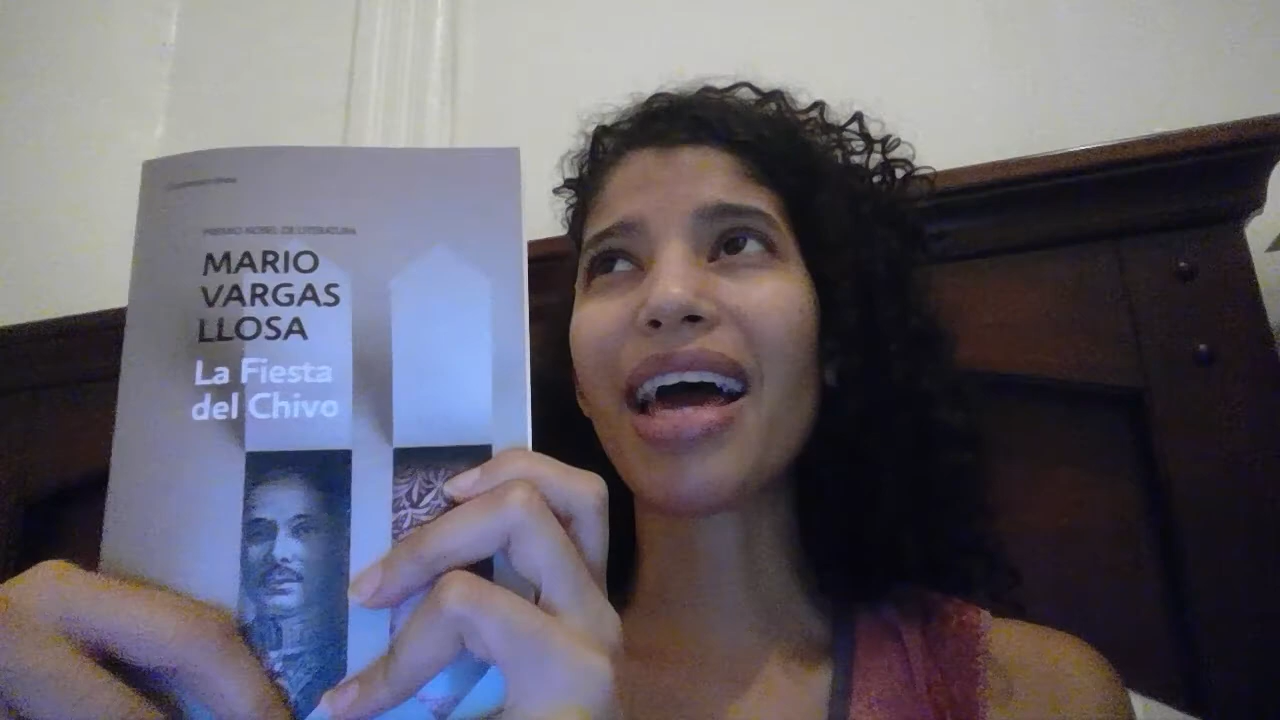 PREMIO NOBEL DE LITERATURA
MARIO
VARGAS
LLOSA
La Fiesta
del Chivo